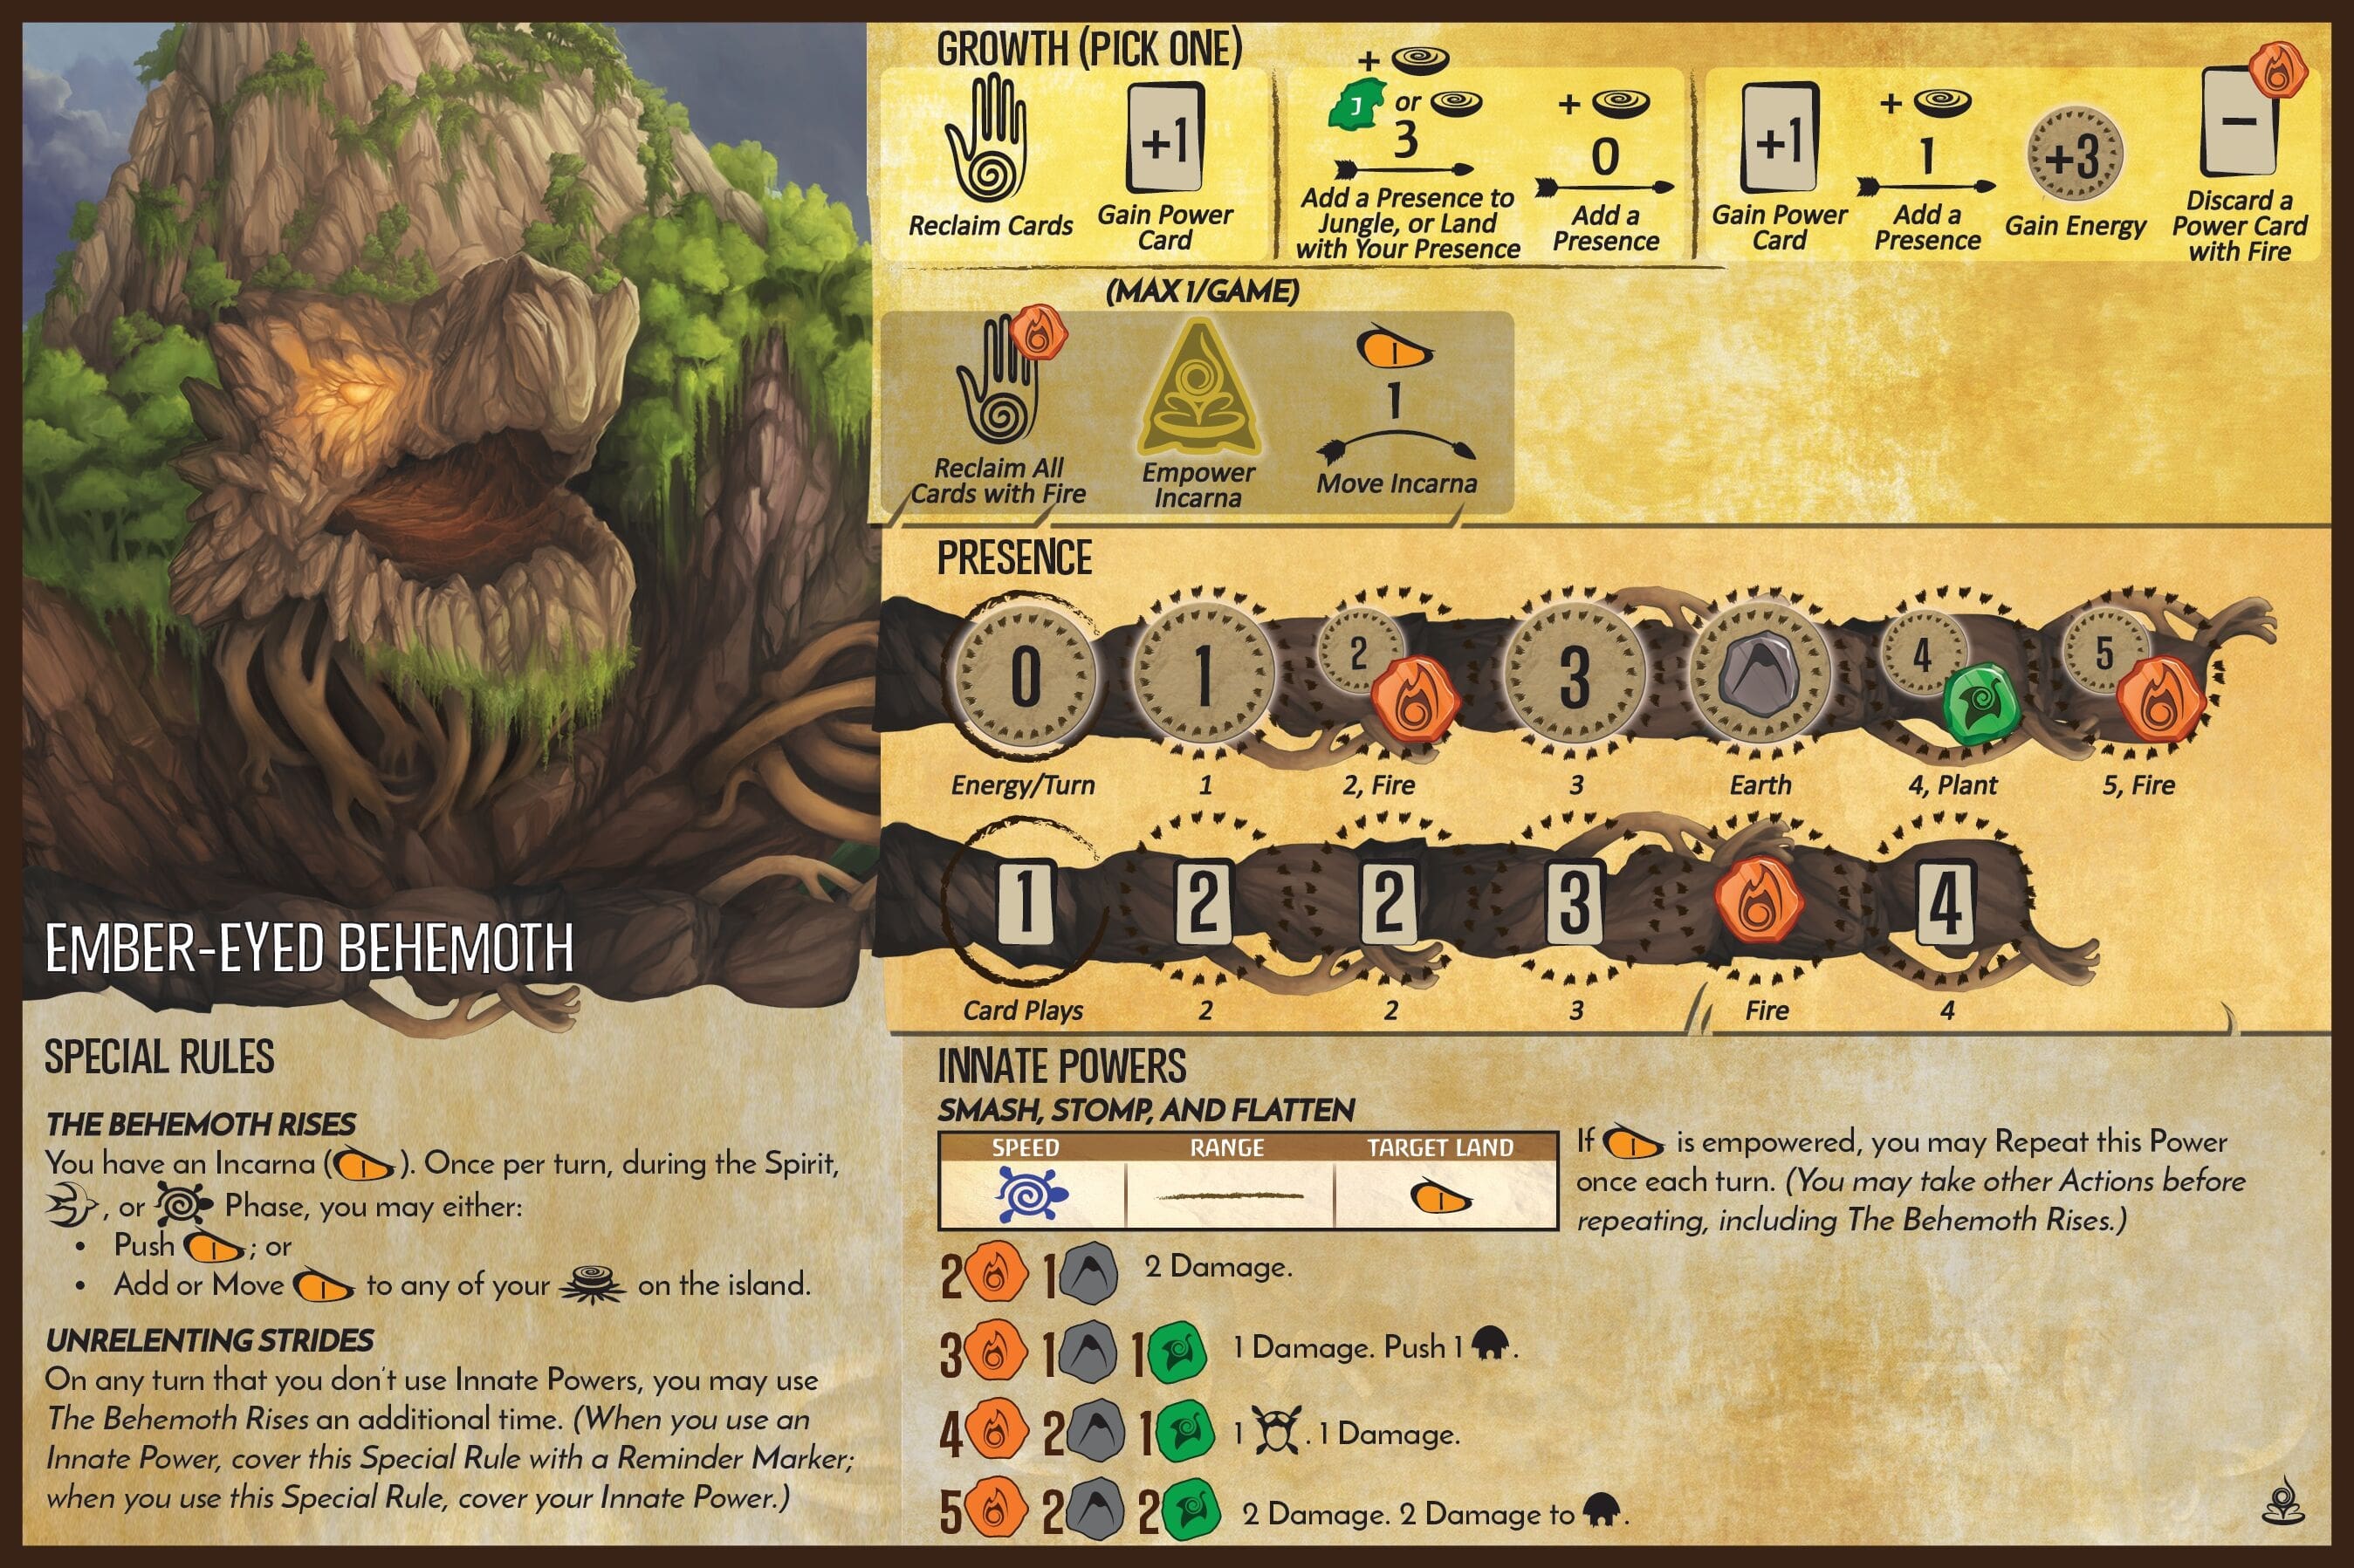 GROWTH (PICK ONE)
+1
Reclaim Cards
Gain Power
Card
+
J or
3
Add a Presence to
Jungle, or Land
with Your Presence
+
0
Add a
Presence
+1
Gain Power
Card
+
1
Add a
Presence
+3
Gain Energy
−
Discard a
Power Card
with Fire
(MAX 1/GAME)
Reclaim All
Cards with Fire
Empower
Incarna
1
Move Incarna
PRESENCE
0 1 2 3 4 5
Energy/Turn 1 2, Fire 3 Earth 4, Plant 5, Fire
1 2 2 3 4
Card Plays 2 2 3 Fire 4
EMBER-EYED BEHEMOTH
SPECIAL RULES
THE BEHEMOTH RISES
You have an Incarna ( ). Once per turn, during the Spirit,
, or Phase, you may either:
• Push ; or
• Add or Move to any of your on the island.
UNRELENTING STRIDES
On any turn that you don't use Innate Powers, you may use
The Behemoth Rises an additional time. (When you use an
Innate Power, cover this Special Rule with a Reminder Marker;
when you use this Special Rule, cover your Innate Power.)
INNATE POWERS
SMASH, STOMP, AND FLATTEN
SPEED RANGE TARGET LAND
If is empowered, you may Repeat this Power
once each turn. (You may take other Actions before
repeating, including The Behemoth Rises.)
2 1 2 Damage.
3 1 1 1 Damage. Push 1 .
4 2 1 1 . 1 Damage.
5 2 2 2 Damage. 2 Damage to .